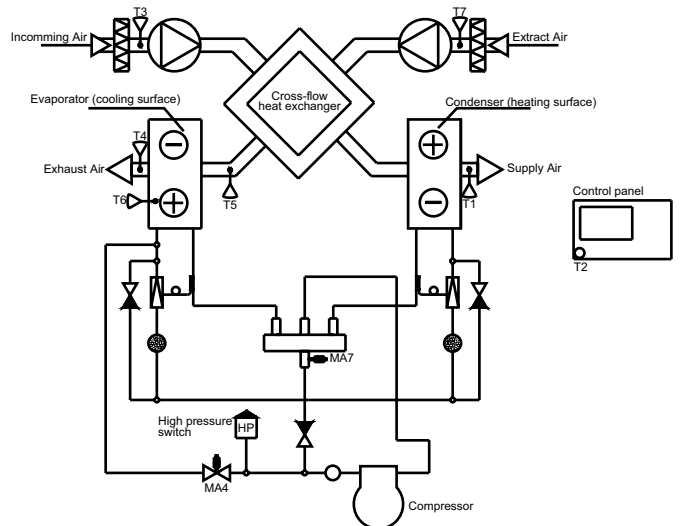 T3
T7
Incomming Air
Extract Air
Cross-flow
heat exchanger
Evaporator (cooling surface)
Condenser (heating surface)
T4
Exhaust Air
Supply Air
T6
T5
T1
Control panel
T2
MA7
High pressure
switch
HP
MA4
Compressor